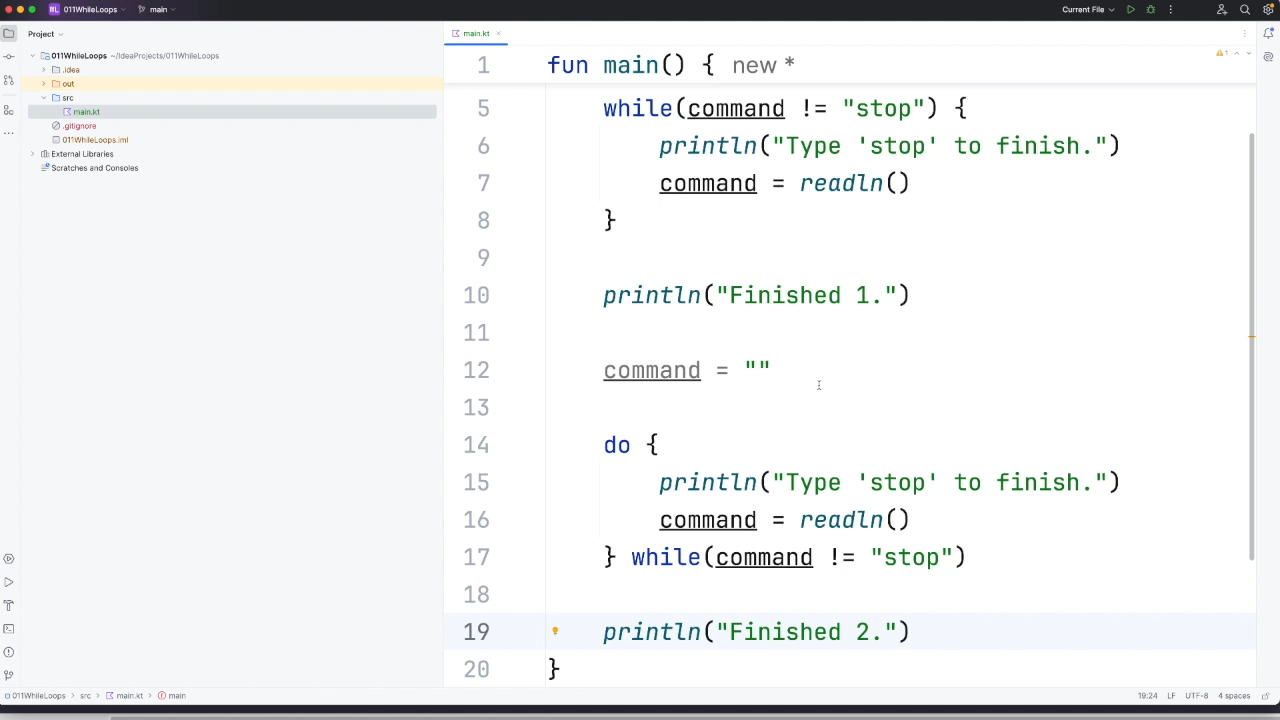 ML 011WhileLoops main Current File
Project
main.kt
011WhileLoops ~/IdeaProjects/011WhileLoops
.idea
out
src
main.kt
.gitignore
011WhileLoops.iml
External Libraries
Scratches and Consoles
1
1 fun main() { new *
5 while(command != "stop") {
6 println("Type 'stop' to finish.")
7 command = readln()
8 }
9
10 println("Finished 1.")
11
12 command = ""
13
14 do {
15 println("Type 'stop' to finish.")
16 command = readln()
17 } while(command != "stop")
18
19 println("Finished 2.")
20 }
011WhileLoops > src > main.kt > main
19:24 LF UTF-8 4 spaces